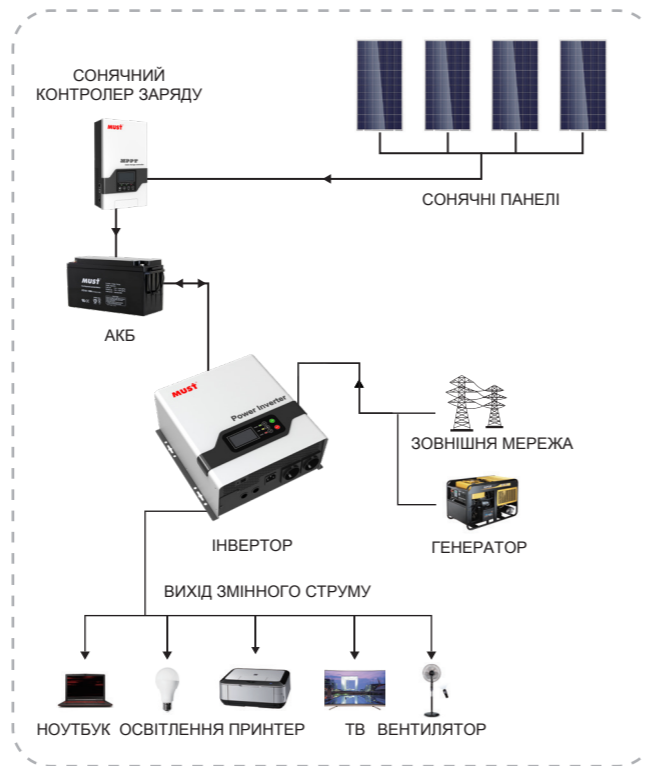 СОНЯЧНИЙ
КОНТРОЛЕР ЗАРЯДУ
MUST
MPPT
СОНЯЧНІ ПАНЕЛІ
MUST
АКБ
MUST
Power Inverter
ЗОВНІШНЯ МЕРЕЖА
ІНВЕРТОР
ГЕНЕРАТОР
ВИХІД ЗМІННОГО СТРУМУ
НОУТБУК ОСВІТЛЕННЯ ПРИНТЕР ТВ ВЕНТИЛЯТОР